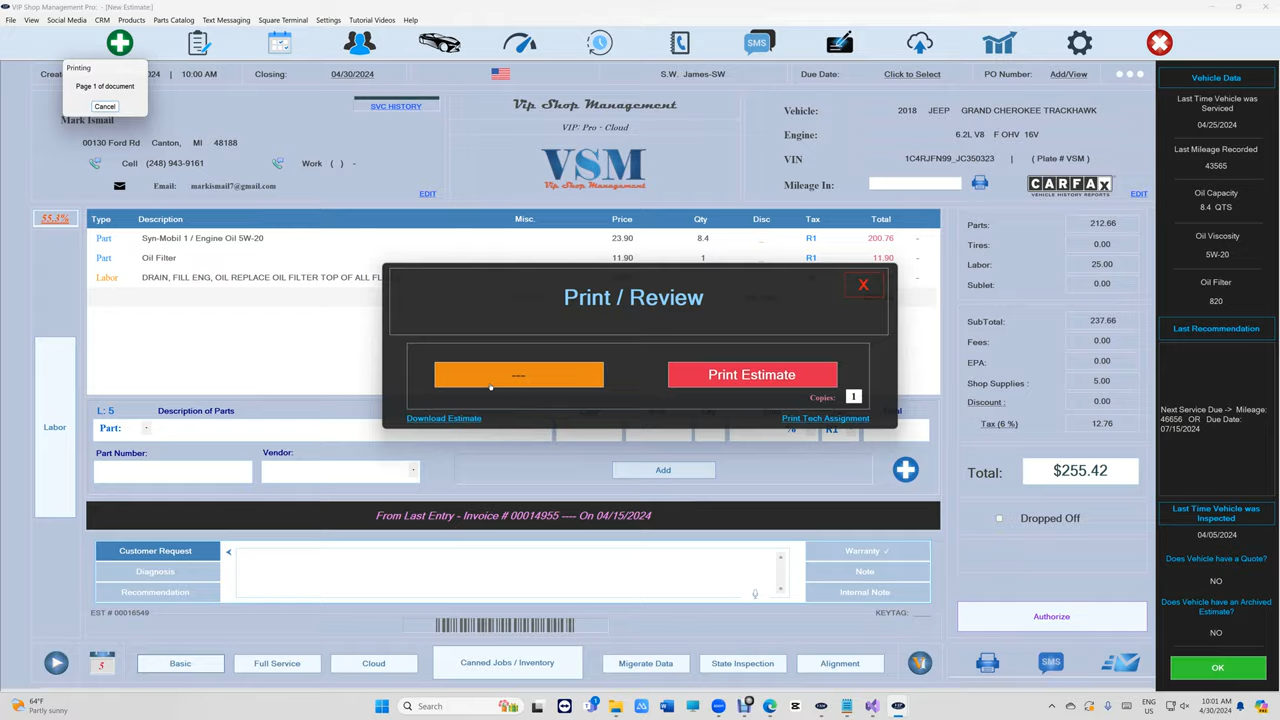 VIP Shop Management Pro: - [New Estimate:]
File View Social Media CRM Products Parts Catalog Text Messaging Square Terminal Settings Tutorial Videos Help
SMS
Printing
Page 1 of document
Cancel
2024 | 10:00 AM Closing: 04/30/2024 S.W. James-SW Due Date: Click to Select PO Number: Add/View
SVC HISTORY
Mark Ismail
00130 Ford Rd Canton, MI 48188
Cell (248) 943-9161 Work ( ) -
Email: markismail7@gmail.com
EDIT
Vip Shop Management
VIP: Pro - Cloud
VSM
Vip Shop Management
Vehicle: 2018 JEEP GRAND CHEROKEE TRACKHAWK
Engine: 6.2L V8 F OHV 16V
VIN 1C4RJFN99_JC350323 | ( Plate # VSM )
Mileage In: CARFAX
VEHICLE HISTORY REPORTS
EDIT
55.3%
Type Description Misc. Price Qty Disc Tax Total
Part Syn-Mobil 1 / Engine Oil 5W-20 23.90 8.4 _ R1 200.76 -
Part Oil Filter 11.90 1 R1 11.90 -
Labor DRAIN, FILL ENG, OIL REPLACE OIL FILTER TOP OF ALL FL -
Print / Review
X
---
Print Estimate
Copies: 1
Download Estimate Print Tech Assignment
Labor
L: 5 Description of Parts
Part: % R1
Part Number: Vendor:
Add
From Last Entry - Invoice # 00014955 ---- On 04/15/2024
Customer Request
Diagnosis
Recommendation
Warranty ✓
Note
Internal Note
EST # 00016549 KEYTAG: ____
5 Basic Full Service Cloud Canned Jobs / Inventory Migerate Data State Inspection Alignment
SMS
Parts: 212.66
Tires: 0.00
Labor: 25.00
Sublet: 0.00
SubTotal: 237.66
Fees: 0.00
EPA: 0.00
Shop Supplies : 5.00
Discount : 0.00
Tax (6 %) 12.76
Total: $255.42
Dropped Off
Authorize
Vehicle Data
Last Time Vehicle was
Serviced
04/25/2024
Last Mileage Recorded
43565
Oil Capacity
8.4 QTS
Oil Viscosity
5W-20
Oil Filter
820
Last Recommendation
Next Service Due -> Mileage:
46656 OR Due Date:
07/15/2024
Last Time Vehicle was
Inspected
04/05/2024
Does Vehicle have a Quote?
NO
Does Vehicle have an Archived
Estimate?
NO
OK
64°F
Partly sunny
Search
ENG
US
10:01 AM
4/30/2024